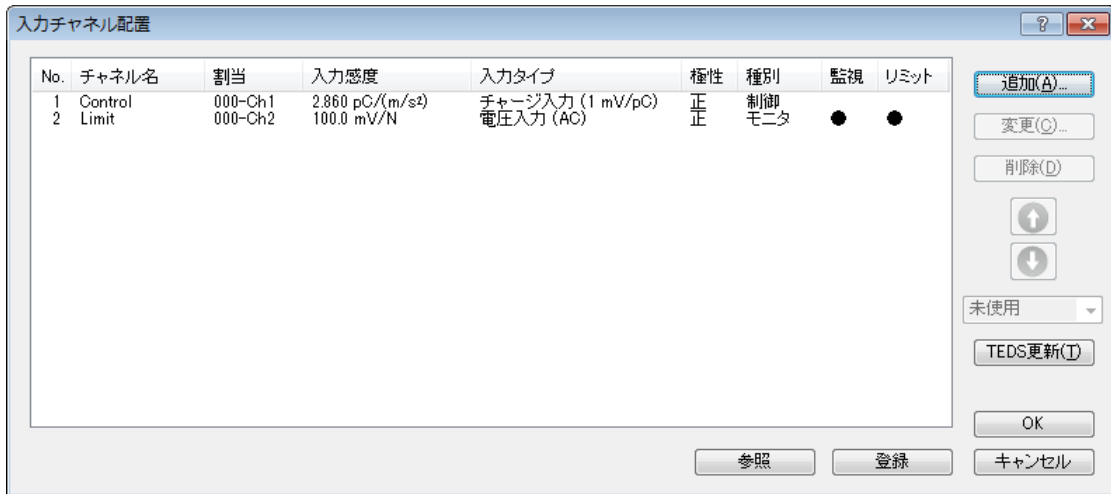 入力チャネル配置
No. チャネル名 割当 入力感度 入力タイプ 極性 種別 監視 リミット
1 Control 000-Ch1 2.860 pC/(m/s²) チャージ入力 (1 mV/pC) 正 制御
2 Limit 000-Ch2 100.0 mV/N 電圧入力 (AC) 正 モニタ ● ●
追加(A)...
変更(C)...
削除(D)
未使用
TEDS更新(T)
OK
参照 登録 キャンセル